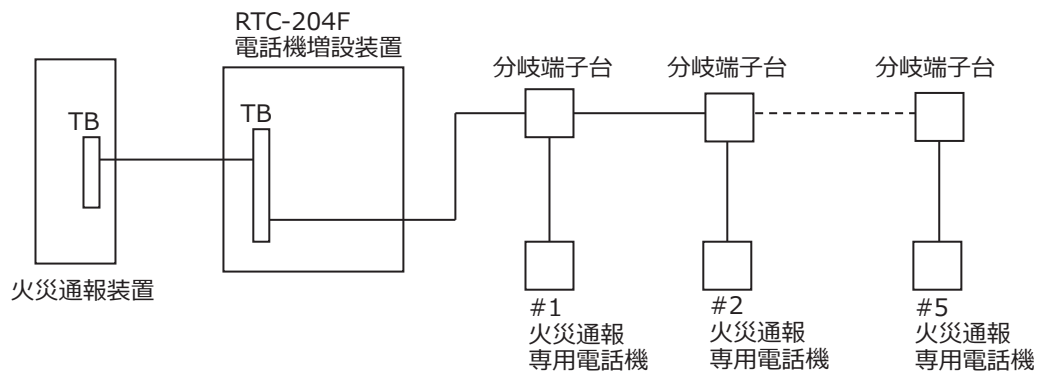 RTC-204F
電話機増設装置
TB
火災通報装置
TB
分岐端子台
分岐端子台
分岐端子台
#1
火災通報
専用電話機
#2
火災通報
専用電話機
#5
火災通報
専用電話機